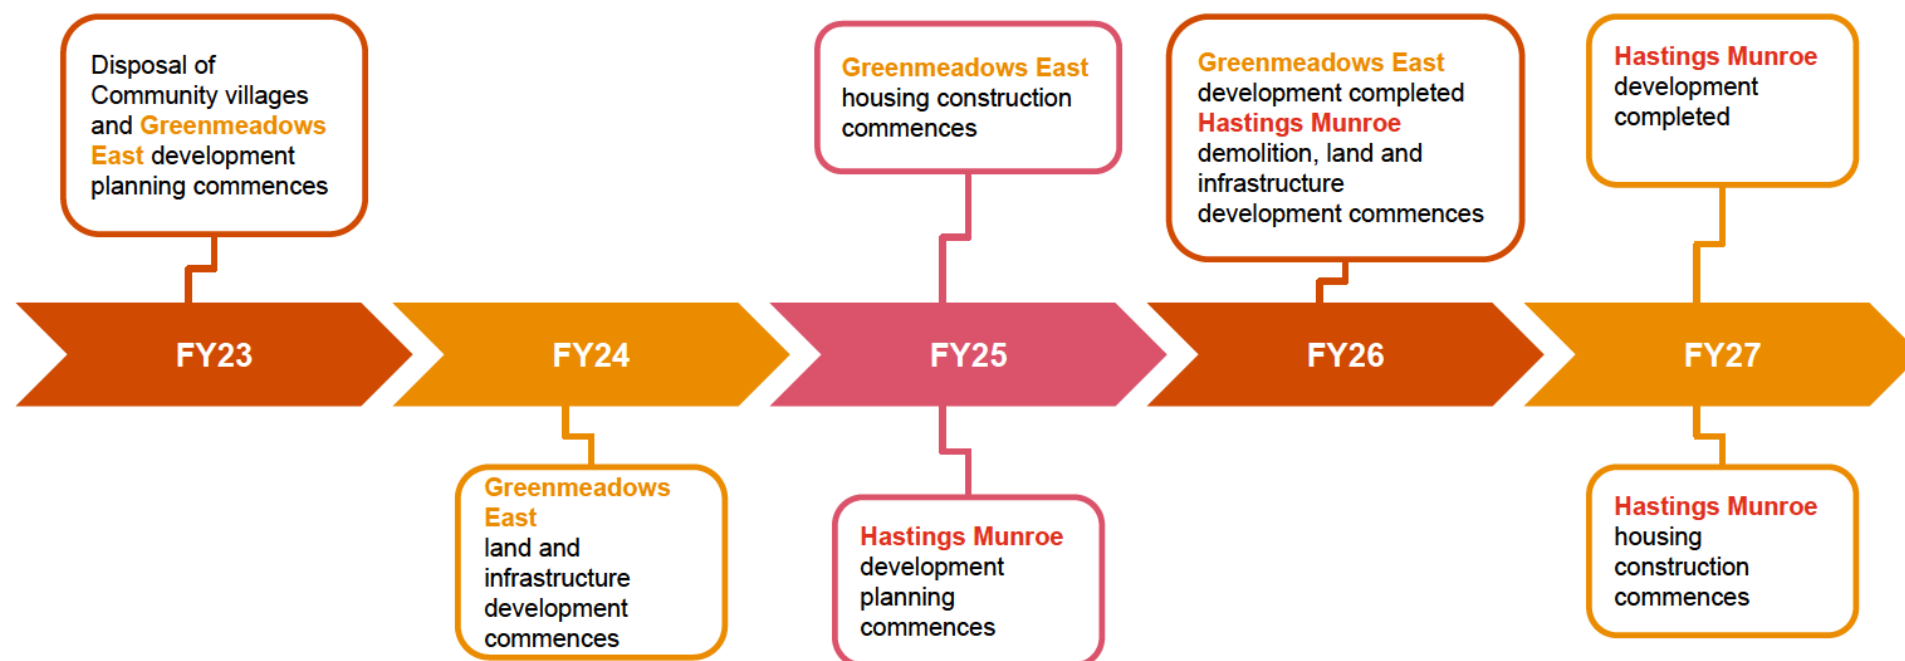 Disposal of
Community villages
and Greenmeadows
East development
planning commences
Greenmeadows East
housing construction
commences
Greenmeadows East
development completed
Hastings Munroe
demolition, land and
infrastructure
development commences
Hastings Munroe
development
completed
FY23
FY24
FY25
FY26
FY27
Greenmeadows
East
land and
infrastructure
development
commences
Hastings Munroe
development
planning
commences
Hastings Munroe
housing
construction
commences